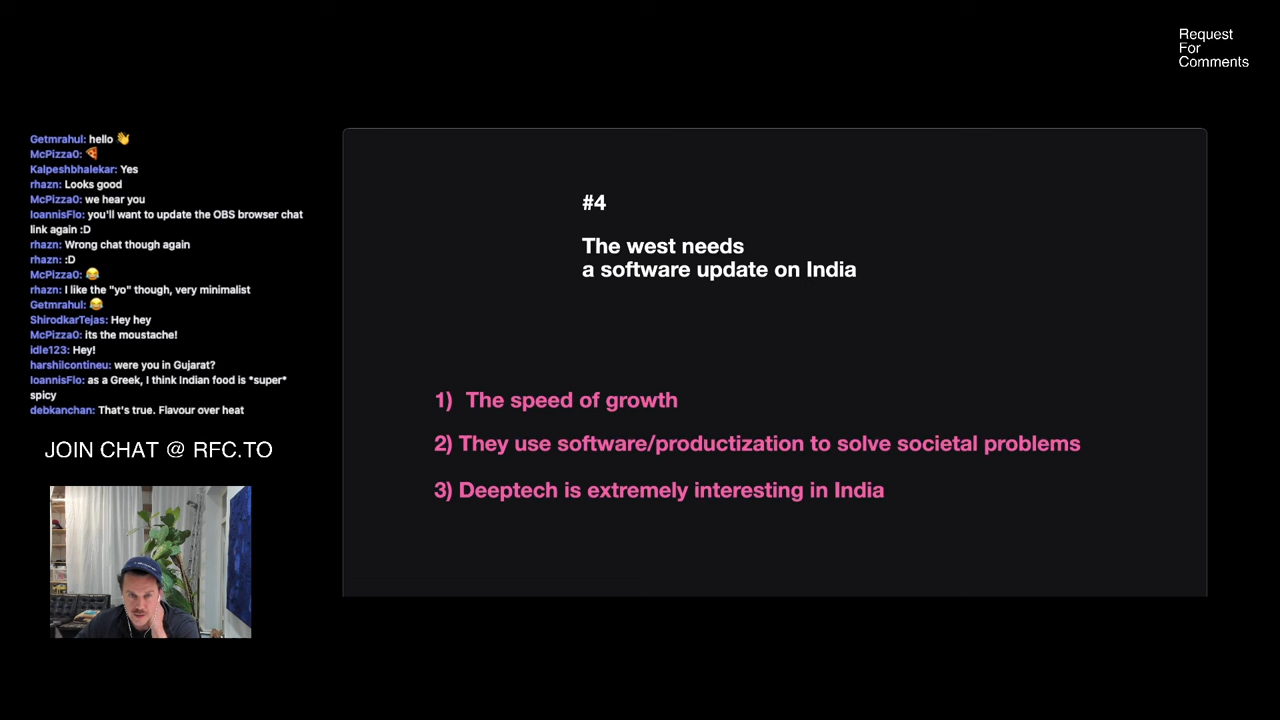 Request
For
Comments
Getmrahul: hello 👋
McPizza0: 🍕
Kalpeshbhalekar: Yes
rhazn: Looks good
McPizza0: we hear you
IoannisFlo: you'll want to update the OBS browser chat
link again :D
rhazn: Wrong chat though again
rhazn: :D
McPizza0: 😂
rhazn: I like the "yo" though, very minimalist
Getmrahul: 😂
ShirodkarTejas: Hey hey
McPizza0: its the moustache!
idle123: Hey!
harshilcontineu: were you in Gujarat?
IoannisFlo: as a Greek, I think Indian food is *super*
spicy
debkanchan: That's true. Flavour over heat
JOIN CHAT @ RFC.TO
#4
The west needs
a software update on India
1) The speed of growth
2) They use software/productization to solve societal problems
3) Deeptech is extremely interesting in India